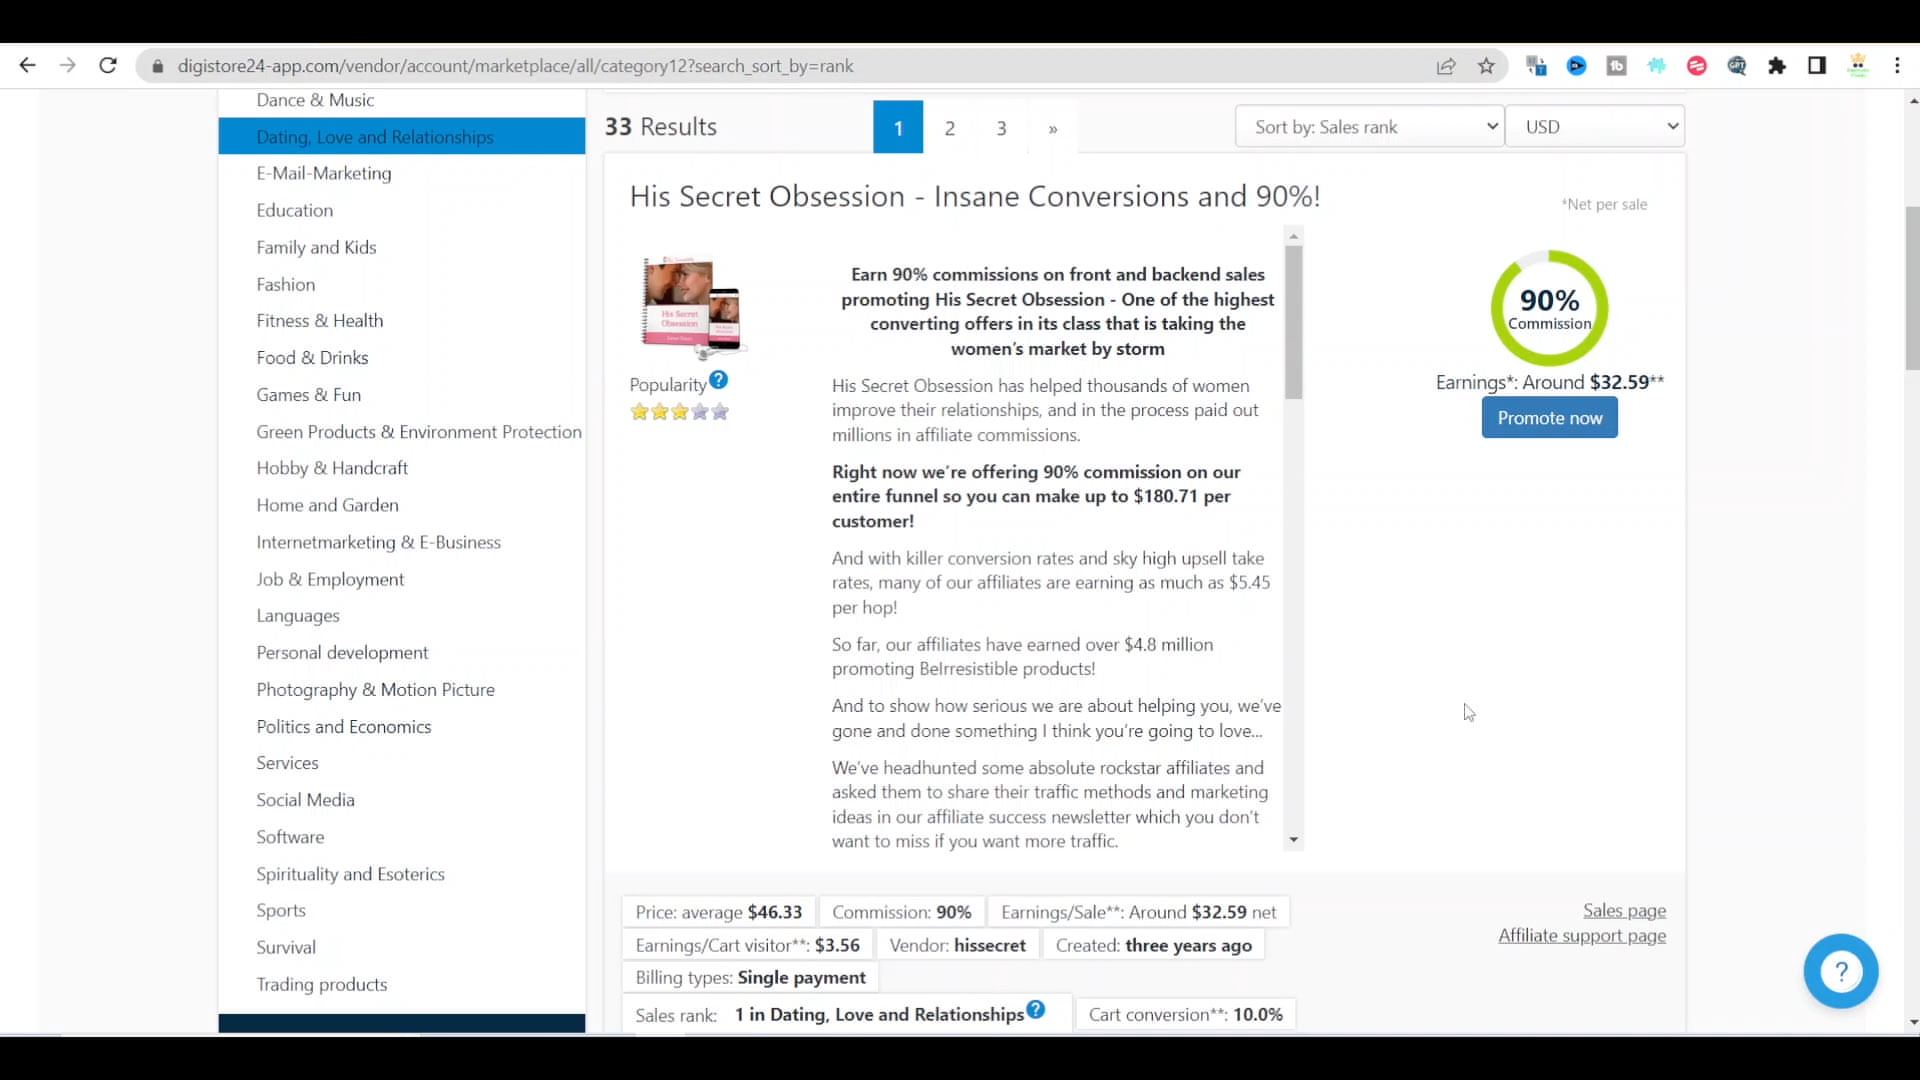 digistore24-app.com/vendor/account/marketplace/all/category12?search_sort_by=rank
Dance & Music
Dating, Love and Relationships
E-Mail-Marketing
Education
Family and Kids
Fashion
Fitness & Health
Food & Drinks
Games & Fun
Green Products & Environment Protection
Hobby & Handcraft
Home and Garden
Internetmarketing & E-Business
Job & Employment
Languages
Personal development
Photography & Motion Picture
Politics and Economics
Services
Social Media
Software
Spirituality and Esoterics
Sports
Survival
Trading products
33 Results
1 2 3 »
Sort by: Sales rank
USD
His Secret Obsession - Insane Conversions and 90%!
*Net per sale
His Secret
Obsession
Popularity ?
Earn 90% commissions on front and backend sales
promoting His Secret Obsession - One of the highest
converting offers in its class that is taking the
women's market by storm
His Secret Obsession has helped thousands of women
improve their relationships, and in the process paid out
millions in affiliate commissions.
Right now we're offering 90% commission on our
entire funnel so you can make up to $180.71 per
customer!
And with killer conversion rates and sky high upsell take
rates, many of our affiliates are earning as much as $5.45
per hop!
So far, our affiliates have earned over $4.8 million
promoting BeIrresistible products!
And to show how serious we are about helping you, we've
gone and done something I think you're going to love...
We've headhunted some absolute rockstar affiliates and
asked them to share their traffic methods and marketing
ideas in our affiliate success newsletter which you don't
want to miss if you want more traffic.
90%
Commission
Earnings*: Around $32.59**
Promote now
Price: average $46.33 Commission: 90% Earnings/Sale**: Around $32.59 net
Earnings/Cart visitor**: $3.56 Vendor: hissecret Created: three years ago
Billing types: Single payment
Sales rank: 1 in Dating, Love and Relationships ? Cart conversion**: 10.0%
Sales page
Affiliate support page
?